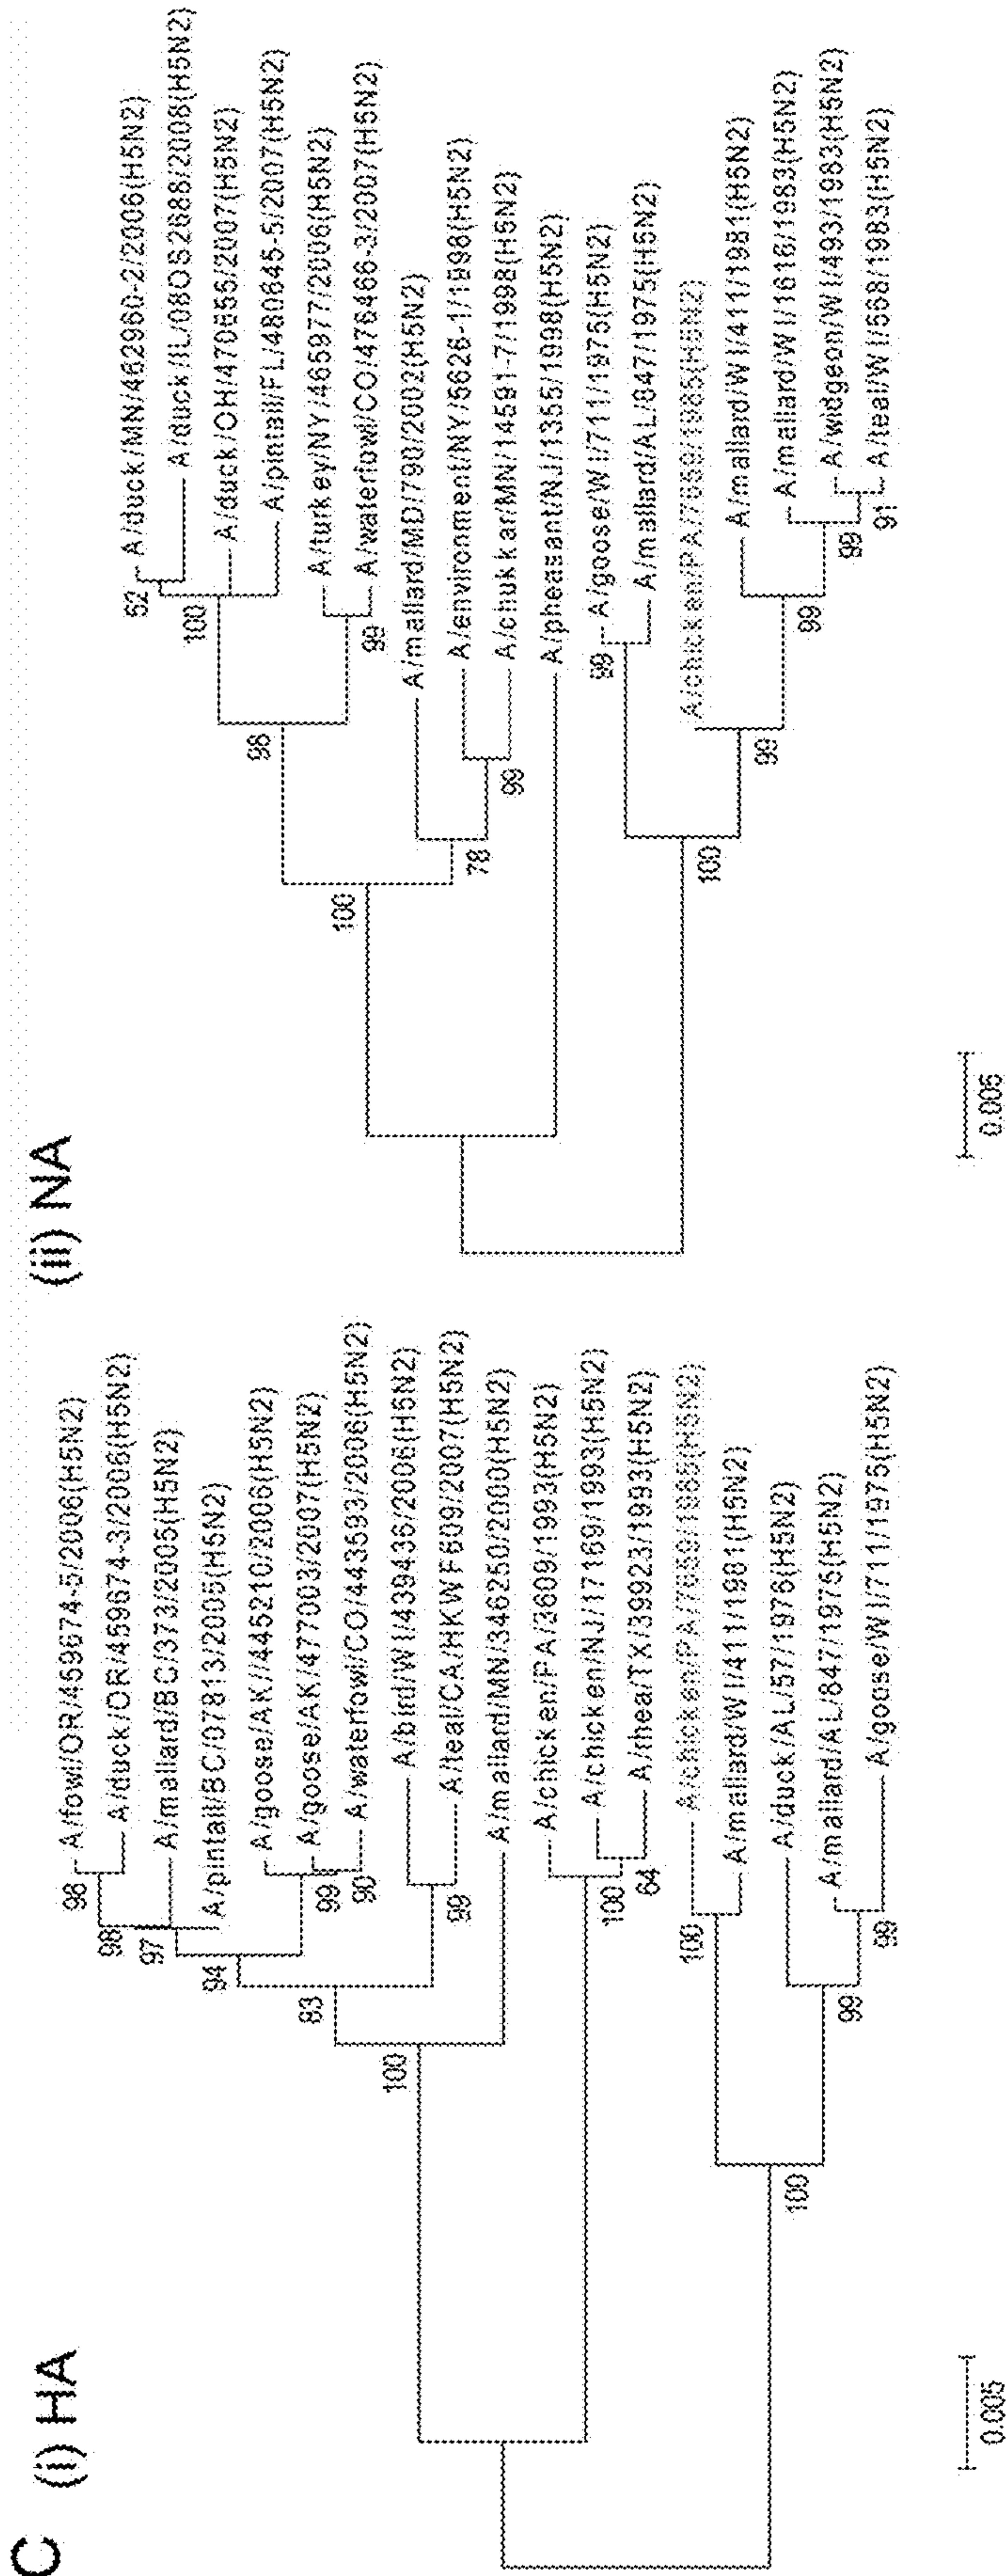 C
(i) HA
A/fowl/OR/459674-5/2006(H5N2)
A/duck/OR/459674-3/2006(H5N2)
A/mallard/BC/373/2005(H5N2)
A/pintail/BC/07813/2005(H5N2)
A/goose/AK/445210/2006(H5N2)
A/goose/AK/477003/2007(H5N2)
A/waterfowl/CO/443593/2006(H5N2)
A/bird/WI/439436/2006(H5N2)
A/teal/CA/HKWF609/2007(H5N2)
A/mallard/MN/346250/2000(H5N2)
A/chicken/PA/3609/1993(H5N2)
A/chicken/NJ/17169/1993(H5N2)
A/rhea/TX/39923/1993(H5N2)
A/mallard/WI/411/1981(H5N2)
A/duck/AL/57/1976(H5N2)
A/mallard/AL/847/1975(H5N2)
A/goose/WI/711/1975(H5N2)
98
98
97
94
99
90
83
99
100
100
64
100
99
99
100
0.005
(ii) NA
A/duck/MN/462960-2/2006(H5N2)
A/duck/IL/08OS2688/2008(H5N2)
A/duck/OH/470655/2007(H5N2)
A/pintail/FL/480645-5/2007(H5N2)
A/turkey/NY/465977/2006(H5N2)
A/waterfowl/CO/476466-3/2007(H5N2)
A/mallard/MD/790/2002(H5N2)
A/environment/NY/5626-1/1998(H5N2)
A/chukkar/MN/14591-7/1998(H5N2)
A/pheasant/NJ/1355/1998(H5N2)
A/goose/WI/711/1975(H5N2)
A/mallard/AL/847/1975(H5N2)
A/mallard/WI/411/1981(H5N2)
A/mallard/WI/1616/1983(H5N2)
A/widgeon/WI/493/1983(H5N2)
A/teal/WI/568/1983(H5N2)
52
100
98
99
100
78
99
99
100
99
99
99
91
0.005